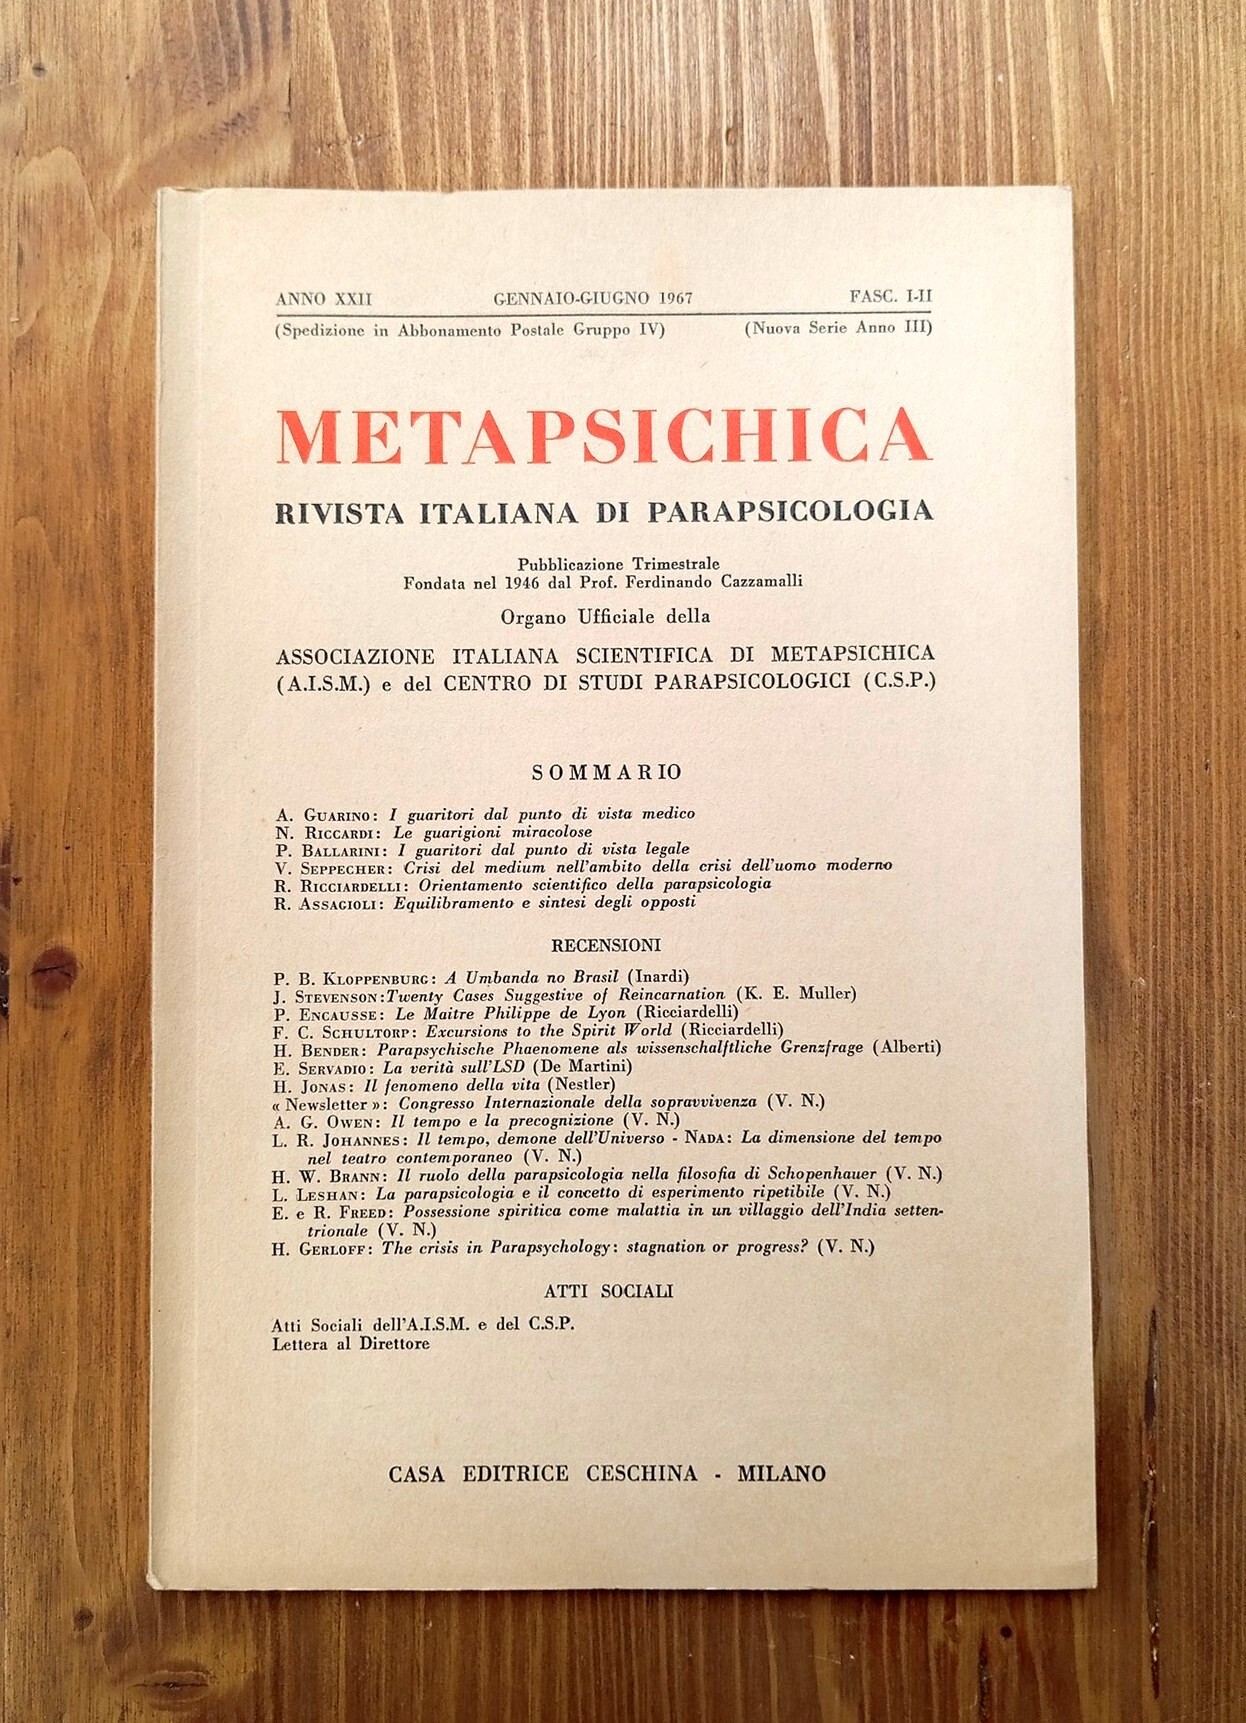 ANNO XXII GENNAIO-GIUGNO 1967 FASC. I-II
(Spedizione in Abbonamento Postale Gruppo IV) (Nuova Serie Anno III)
METAPSICHICA
RIVISTA ITALIANA DI PARAPSICOLOGIA
Pubblicazione Trimestrale
Fondata nel 1946 dal Prof. Ferdinando Cazzamalli
Organo Ufficiale della
ASSOCIAZIONE ITALIANA SCIENTIFICA DI METAPSICHICA
(A.I.S.M.) e del CENTRO DI STUDI PARAPSICOLOGICI (C.S.P.)
SOMMARIO
A. GUARINO: I guaritori dal punto di vista medico
N. RICCARDI: Le guarigioni miracolose
P. BALLARINI: I guaritori dal punto di vista legale
V. SEPPECHER: Crisi del medium nell'ambito della crisi dell'uomo moderno
R. RICCIARDELLI: Orientamento scientifico della parapsicologia
R. ASSAGIOLI: Equilibramento e sintesi degli opposti
RECENSIONI
P. B. KLOPPENBURG: A Umbanda no Brasil (Inardi)
J. STEVENSON:Twenty Cases Suggestive of Reincarnation (K. E. Muller)
P. ENCAUSSE: Le Maitre Philippe de Lyon (Ricciardelli)
F. C. SCHULTORP: Excursions to the Spirit World (Ricciardelli)
H. BENDER: Parapsychische Phaenomene als wissenschalftliche Grenzfrage (Alberti)
E. SERVADIO: La verità sull'LSD (De Martini)
H. JONAS: Il fenomeno della vita (Nestler)
« Newsletter »: Congresso Internazionale della sopravvivenza (V. N.)
A. G. OWEN: Il tempo e la precognizione (V. N.)
L. R. JOHANNES: Il tempo, demone dell'Universo - NADA: La dimensione del tempo
nel teatro contemporaneo (V. N.)
H. W. BRANN: Il ruolo della parapsicologia nella filosofia di Schopenhauer (V. N.)
L. LESHAN: La parapsicologia e il concetto di esperimento ripetibile (V. N.)
E. e R. FREED: Possessione spiritica come malattia in un villaggio dell'India setten-
trionale (V. N.)
H. GERLOFF: The crisis in Parapsychology: stagnation or progress? (V. N.)
ATTI SOCIALI
Atti Sociali dell'A.I.S.M. e del C.S.P.
Lettera al Direttore
CASA EDITRICE CESCHINA - MILANO